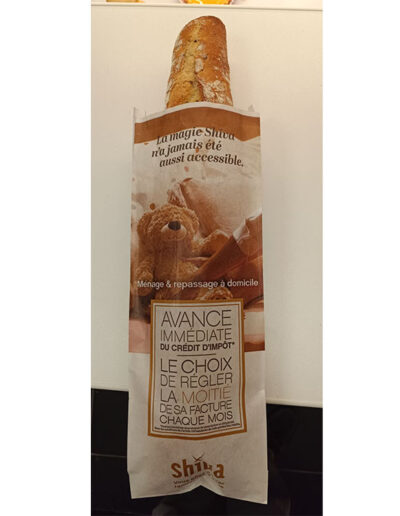 La magie Shiva
n'a jamais été
aussi accessible.
Ménage & repassage à domicile
AVANCE
IMMÉDIATE
DU CRÉDIT D'IMPÔT*
LE CHOIX
DE RÉGLER
LA MOITIÉ
DE SA FACTURE
CHAQUE MOIS
shiva